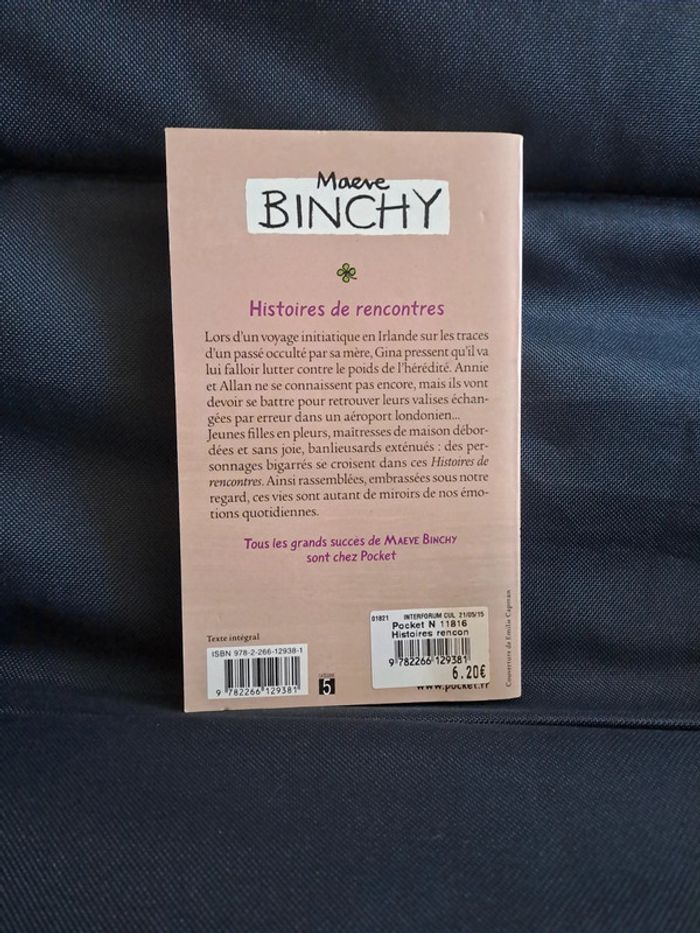 Maeve
BINCHY
Histoires de rencontres
Lors d'un voyage initiatique en Irlande sur les traces
d'un passé occulté par sa mère, Gina pressent qu'il va
lui falloir lutter contre le poids de l'hérédité. Annie
et Allan ne se connaissent pas encore, mais ils vont
devoir se battre pour retrouver leurs valises échan-
gées par erreur dans un aéroport londonien...
Jeunes filles en pleurs, maîtresses de maison débor-
dées et sans joie, banlieusards exténués : des per-
sonnages bigarrés se croisent dans ces Histoires de
rencontres. Ainsi rassemblées, embrassées sous notre
regard, ces vies sont autant de miroirs de nos émo-
tions quotidiennes.
Tous les grands succès de MAEVE BINCHY
sont chez Pocket
Texte intégral
ISBN 978-2-266-12938-1
9 782266 129381
5
01821 INTERFORUM CUL 21/05/15
Pocket N 11816
Histoires rencon
9 782266 129381
6.20€
www.pocket.fr
Couverture de Emilie